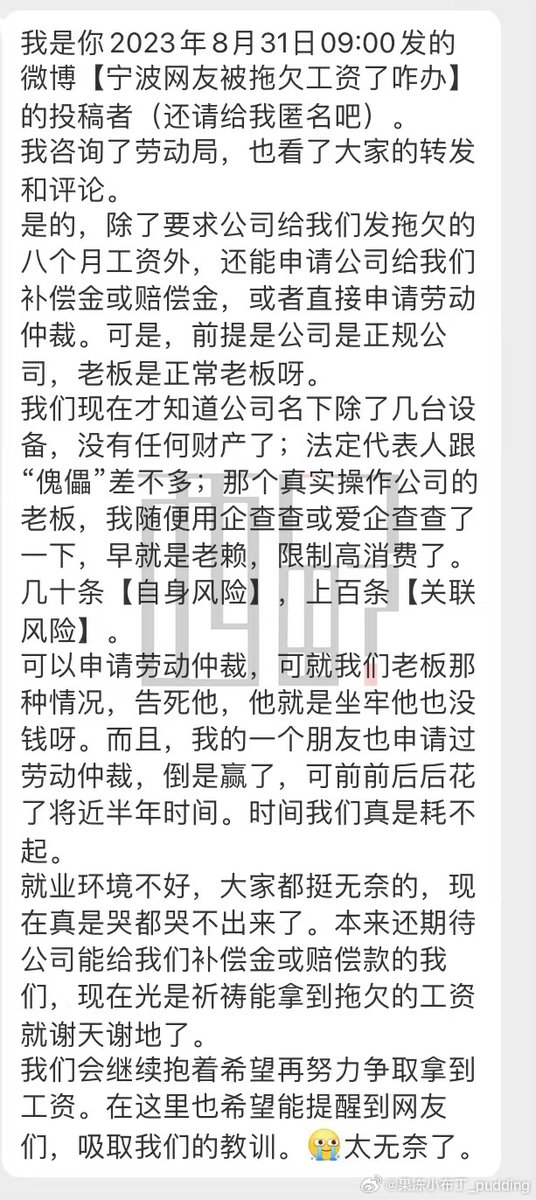 我是你2023年8月31日09:00发的
微博【宁波网友被拖欠工资了咋办】
的投稿者（还请给我匿名吧）。
我咨询了劳动局，也看了大家的转发
和评论。
是的，除了要求公司给我们发拖欠的
八个月工资外，还能申请公司给我们
补偿金或赔偿金，或者直接申请劳动
仲裁。可是，前提是公司是正规公
司，老板是正常老板呀。
我们现在才知道公司名下除了几台设
备，没有任何财产了；法定代表人跟
“傀儡”差不多；那个真实操作公司的
老板，我随便用企查查或爱企查查了
一下，早就是老赖，限制高消费了。
几十条【自身风险】，上百条【关联
风险】。
可以申请劳动仲裁，可就我们老板那
种情况，告死他，他就是坐牢他也没
钱呀。而且，我的一个朋友也申请过
劳动仲裁，倒是赢了，可前前后后花
了将近半年时间。时间我们真是耗不
起。
就业环境不好，大家都挺无奈的，现
在真是哭都哭不出来了。本来还期待
公司能给我们补偿金或赔偿款的我
们，现在光是祈祷能拿到拖欠的工资
就谢天谢地了。
我们会继续抱着希望再努力争取拿到
工资。在这里也希望能提醒到网友
们，吸取我们的教训。😭太无奈了。
@果冻小布丁_pudding